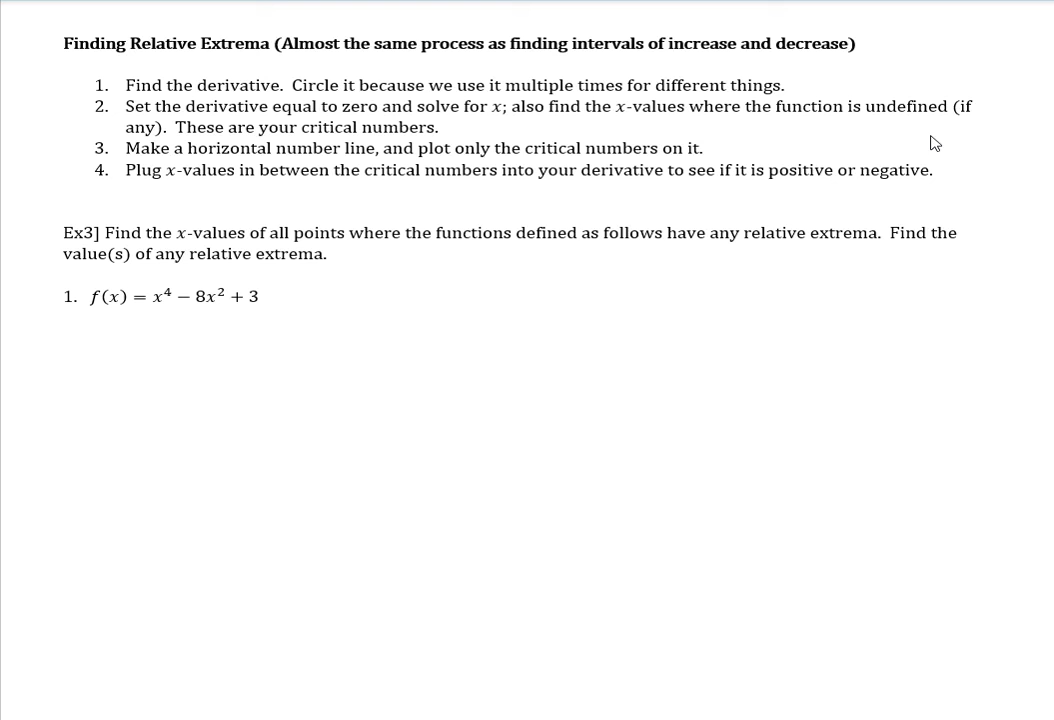 Finding Relative Extrema (Almost the same process as finding intervals of increase and decrease)
1. Find the derivative. Circle it because we use it multiple times for different things.
2. Set the derivative equal to zero and solve for x; also find the x-values where the function is undefined (if
any). These are your critical numbers.
3. Make a horizontal number line, and plot only the critical numbers on it.
4. Plug x-values in between the critical numbers into your derivative to see if it is positive or negative.
Ex3] Find the x-values of all points where the functions defined as follows have any relative extrema. Find the
value(s) of any relative extrema.
1. f(x) = x⁴ − 8x² + 3